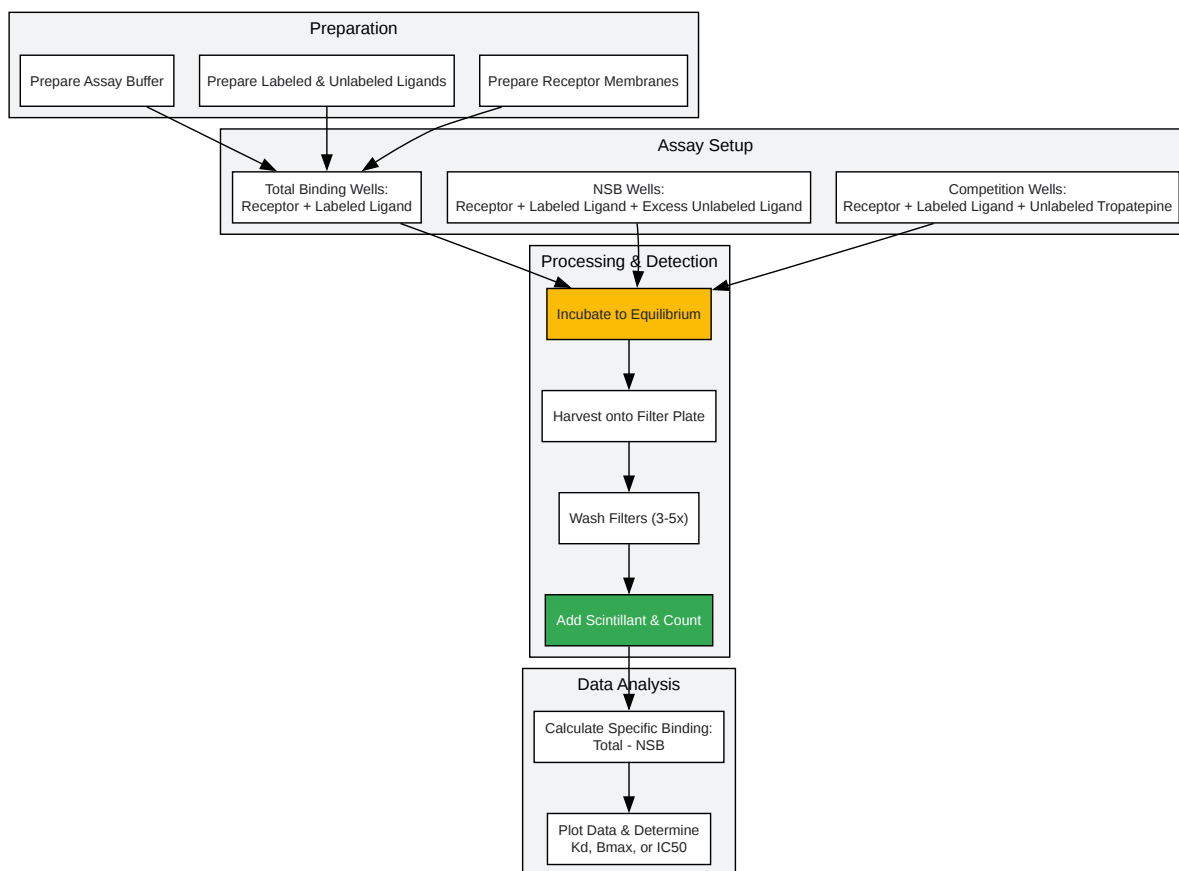 Preparation
Prepare Assay Buffer
Prepare Labeled & Unlabeled Ligands
Prepare Receptor Membranes
Assay Setup
Total Binding Wells:
Receptor + Labeled Ligand
NSB Wells:
Receptor + Labeled Ligand + Excess Unlabeled Ligand
Competition Wells:
Receptor + Labeled Ligand + Unlabeled Tropatepine
Processing & Detection
Incubate to Equilibrium
Harvest onto Filter Plate
Wash Filters (3-5x)
Add Scintillant & Count
Data Analysis
Calculate Specific Binding:
Total - NSB
Plot Data & Determine
Kd, Bmax, or IC50